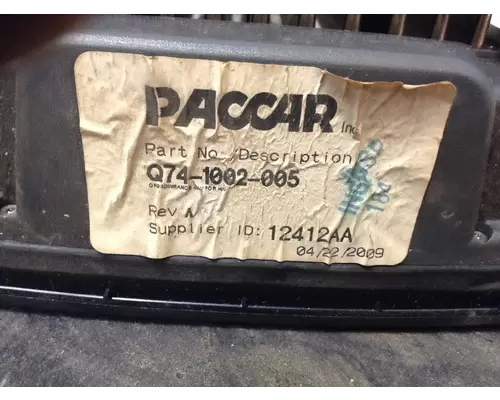 PACCAR Inc
Part No./Description
Q74-1002-005
Rev A
Supplier ID: 12412AA
04/22/2009